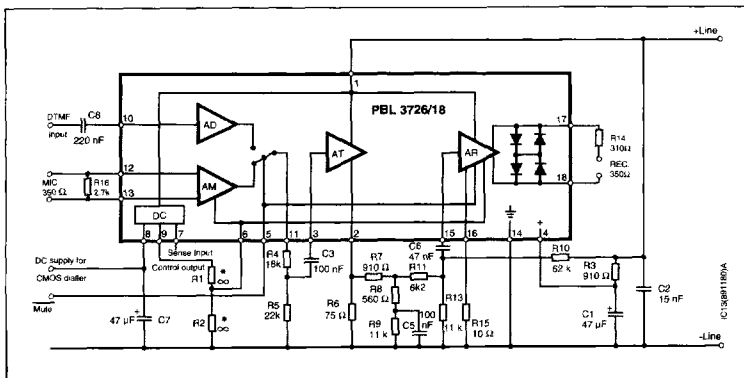 +Line
1
PBL 3726/18
DTMF
input
C8
220 nF
10
AD
17
R14
310Ω
REC.
350Ω
18
AT
AR
MIC
350 Ω
R16
2.7k
12
13
AM
DC
8
9
7
6
5
11
3
2
15
16
14
4
+
Sense Input
Control output
DC supply for
CMOS dialler
Mute
R1
*
∞
R2
*
∞
+
47 µF
C7
R4
18k
R5
22k
C3
100 nF
R6
75 Ω
R7
910 Ω
R8
560 Ω
R9
11 k
C5
100
nF
R11
6k2
C6
47 nF
R13
11 k
R15
10 Ω
R10
62 k
R3
910 Ω
C1
47 µF
+
C2
15 nF
-Line
IC13(891180)A